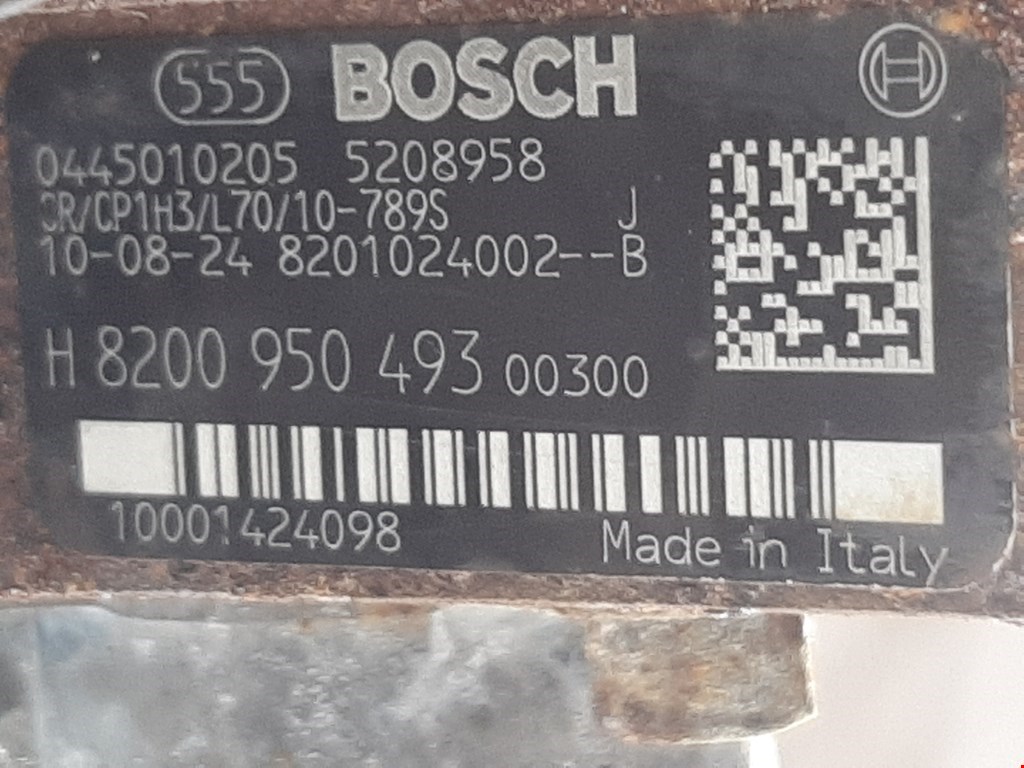 555 BOSCH
0445010205 5208958
CR/CP1H3/L70/10-789S J
10-08-24 8201024002--B
H 8200 950 493 00300
10001424098
Made in Italy